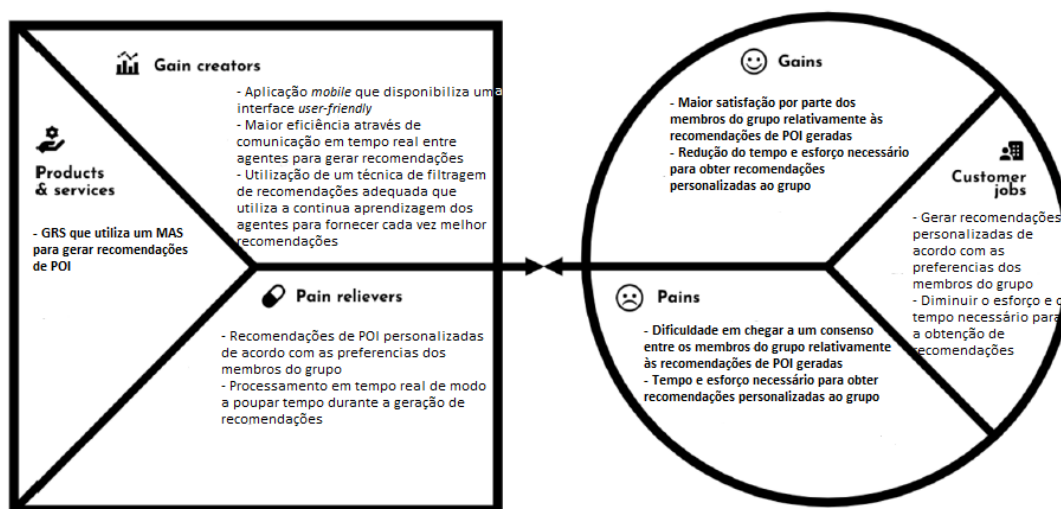 Gain creators
- Aplicação mobile que disponibiliza uma
interface user-friendly
- Maior eficiência através de
comunicação em tempo real entre
agentes para gerar recomendações
- Utilização de um técnica de filtragem
de recomendações adequada que
utiliza a continua aprendizagem dos
agentes para fornecer cada vez melhor
recomendações
Products
& services
- GRS que utiliza um MAS
para gerar recomendações
de POI
Pain relievers
- Recomendações de POI personalizadas
de acordo com as preferencias dos
membros do grupo
- Processamento em tempo real de modo
a poupar tempo durante a geração de
recomendações
Gains
- Maior satisfação por parte dos
membros do grupo relativamente às
recomendações de POI geradas
- Redução do tempo e esforço necessário
para obter recomendações
personalizadas ao grupo
Customer
jobs
- Gerar recomendações
personalizadas de
acordo com as
preferencias dos
membros do grupo
- Diminuir o esforço e o
tempo necessário para
a obtenção de
recomendações
Pains
- Dificuldade em chegar a um consenso
entre os membros do grupo relativamente
às recomendações de POI geradas
- Tempo e esforço necessário para obter
recomendações personalizadas ao grupo